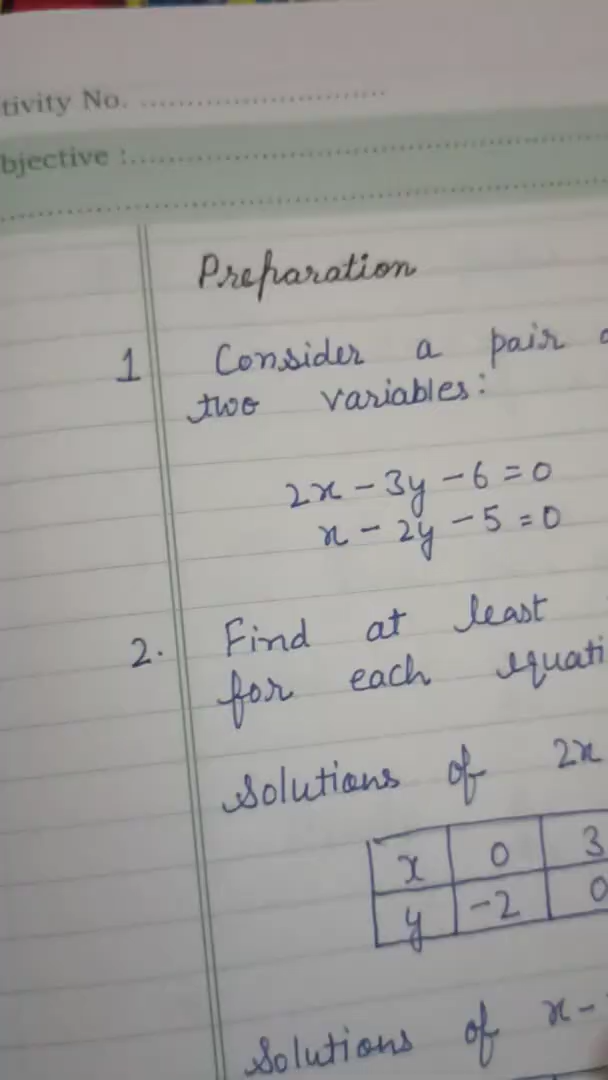 tivity No. ..............................
bjective :..............................
Preparation
1 Consider a pair
two variables:
2x - 3y - 6 = 0
x - 2y - 5 = 0
2. Find at least
for each equati
Solutions of 2x
x 0 3
y -2 0
Solutions of x -